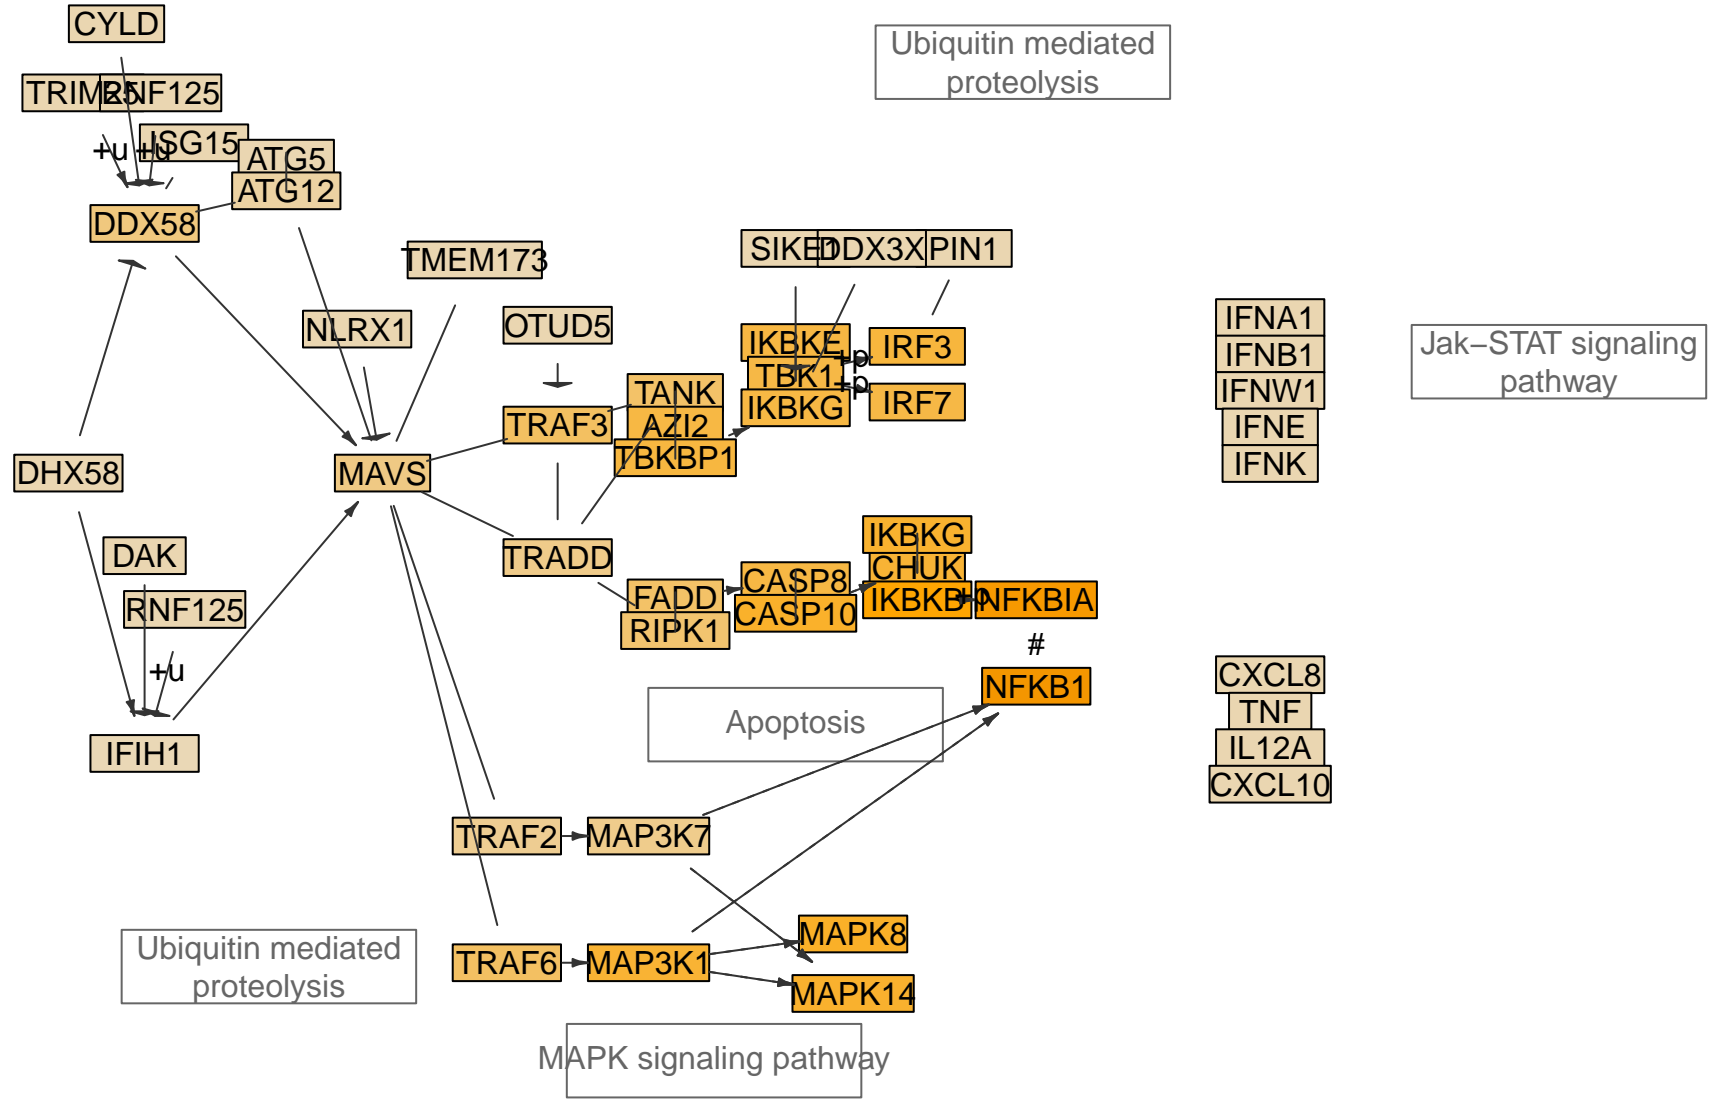 CYLD
Ubiquitin mediated
proteolysis
TRIM25
RNF125
ISG15
+u
+u
ATG5
ATG12
DDX58
TMEM173
SIKE1
DDX3X
PIN1
NLRX1
OTUD5
IKBKE
TBK1
IKBKG
+p
+p
IRF3
IRF7
IFNA1
IFNB1
IFNW1
IFNE
IFNK
Jak−STAT signaling
pathway
TANK
AZI2
TBKBP1
TRAF3
DHX58
MAVS
DAK
RNF125
+u
IFIH1
TRADD
FADD
RIPK1
CASP8
CASP10
IKBKG
CHUK
IKBKB
+p
NFKBIA
#
NFKB1
Apoptosis
CXCL8
TNF
IL12A
CXCL10
TRAF2
MAP3K7
TRAF6
MAP3K1
MAPK8
MAPK14
Ubiquitin mediated
proteolysis
MAPK signaling pathway